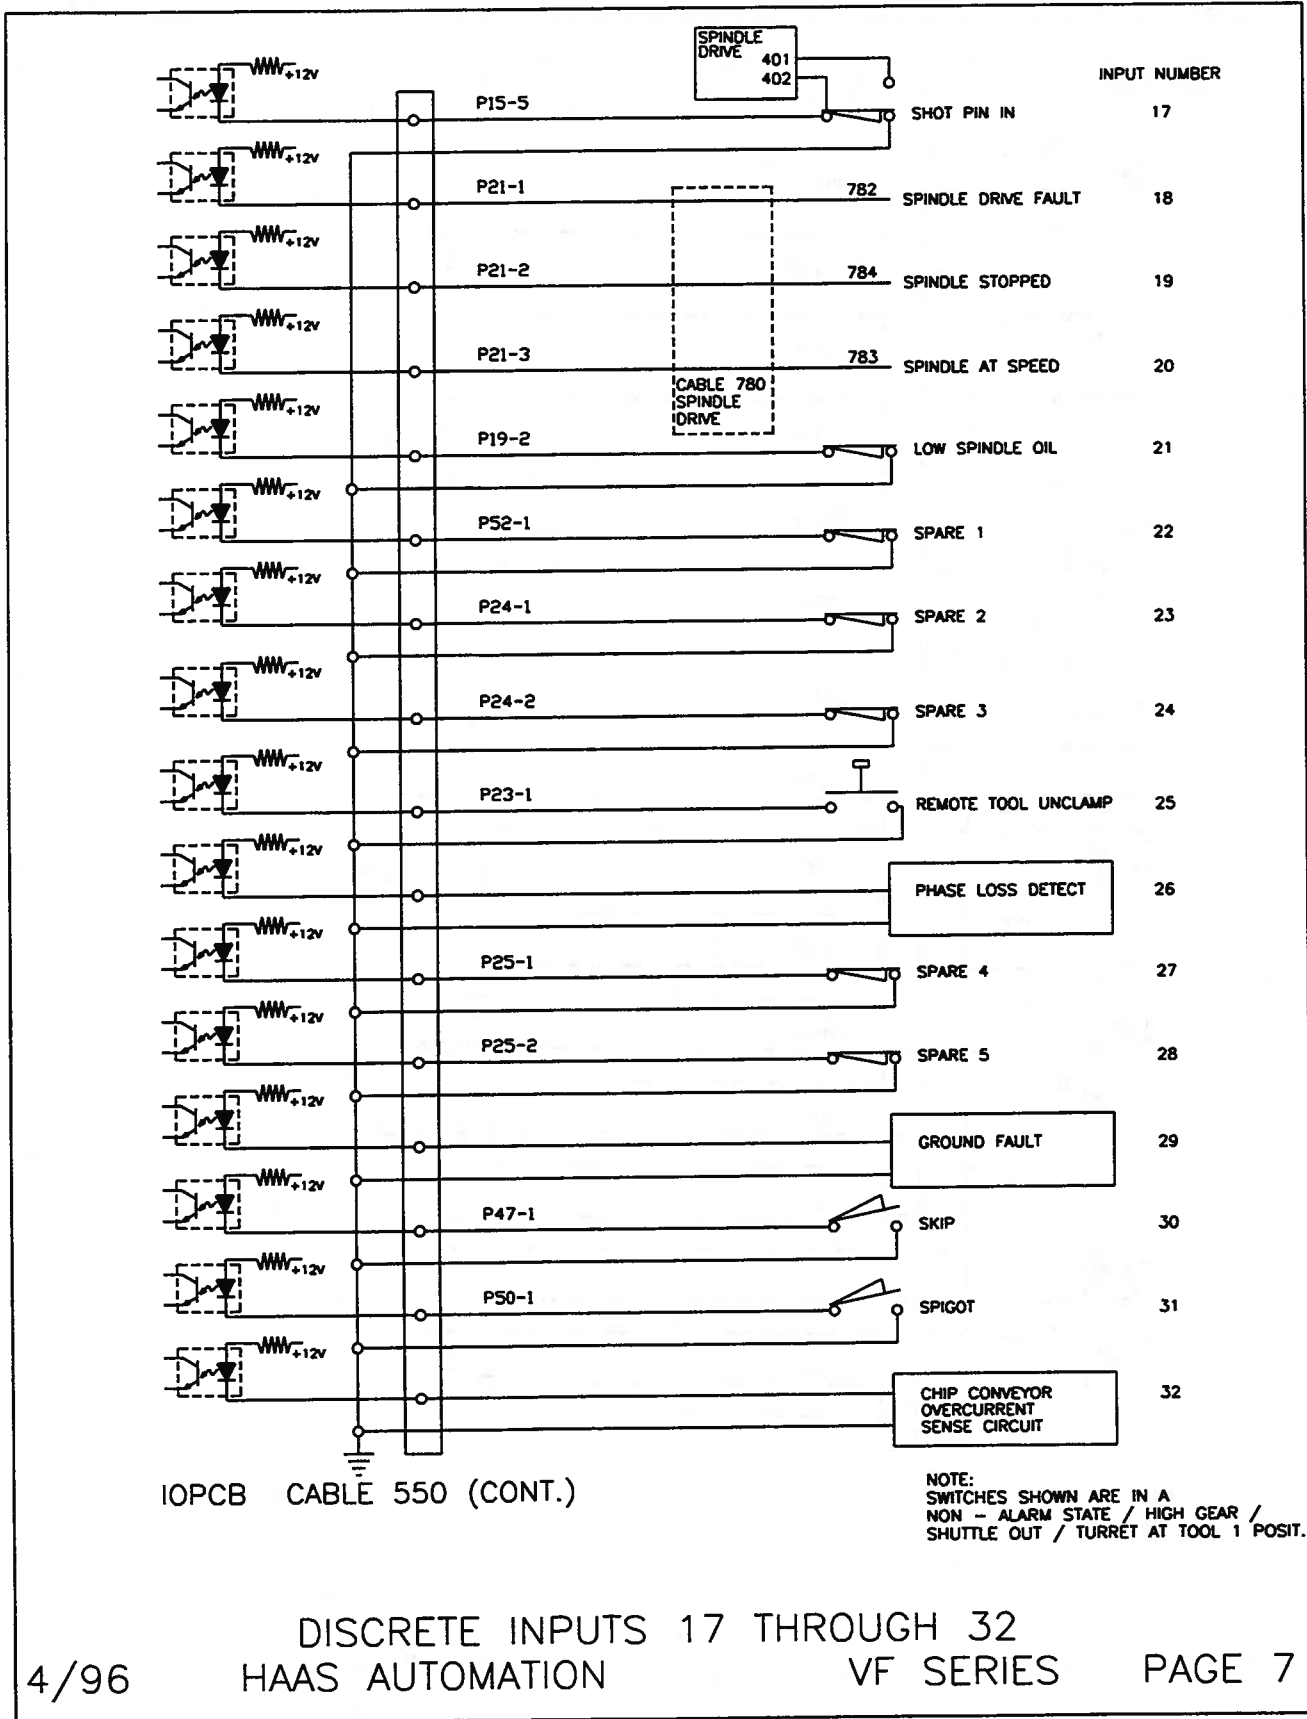 SPINDLE
DRIVE 401
402
INPUT NUMBER
+12V
P15-5
SHOT PIN IN 17
+12V
P21-1 782 SPINDLE DRIVE FAULT 18
+12V
P21-2 784 SPINDLE STOPPED 19
+12V
P21-3 783 SPINDLE AT SPEED 20
CABLE 780
SPINDLE
DRIVE
+12V
P19-2 LOW SPINDLE OIL 21
+12V
P52-1 SPARE 1 22
+12V
P24-1 SPARE 2 23
+12V
P24-2 SPARE 3 24
+12V
P23-1 REMOTE TOOL UNCLAMP 25
+12V
PHASE LOSS DETECT 26
+12V
P25-1 SPARE 4 27
+12V
P25-2 SPARE 5 28
+12V
GROUND FAULT 29
+12V
P47-1 SKIP 30
+12V
P50-1 SPIGOT 31
+12V
CHIP CONVEYOR 32
OVERCURRENT
SENSE CIRCUIT
IOPCB CABLE 550 (CONT.)
NOTE:
SWITCHES SHOWN ARE IN A
NON - ALARM STATE / HIGH GEAR /
SHUTTLE OUT / TURRET AT TOOL 1 POSIT.
DISCRETE INPUTS 17 THROUGH 32
4/96 HAAS AUTOMATION VF SERIES PAGE 7